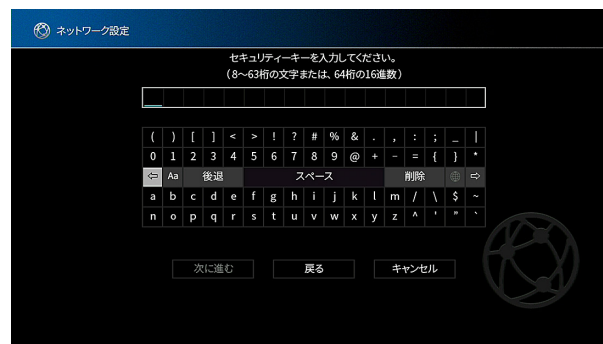 ネットワーク設定
セキュリティーキーを入力してください。
(8～63桁の文字または、64桁の16進数)
( ) [ ] < > ! ? # % & . , : ; _ |
0 1 2 3 4 5 6 7 8 9 @ + - = { } *
⇦ Aa 後退 スペース 削除 ⇨
a b c d e f g h i j k l m / \ $ ~
n o p q r s t u v w x y z ^ ' " `
次に進む 戻る キャンセル